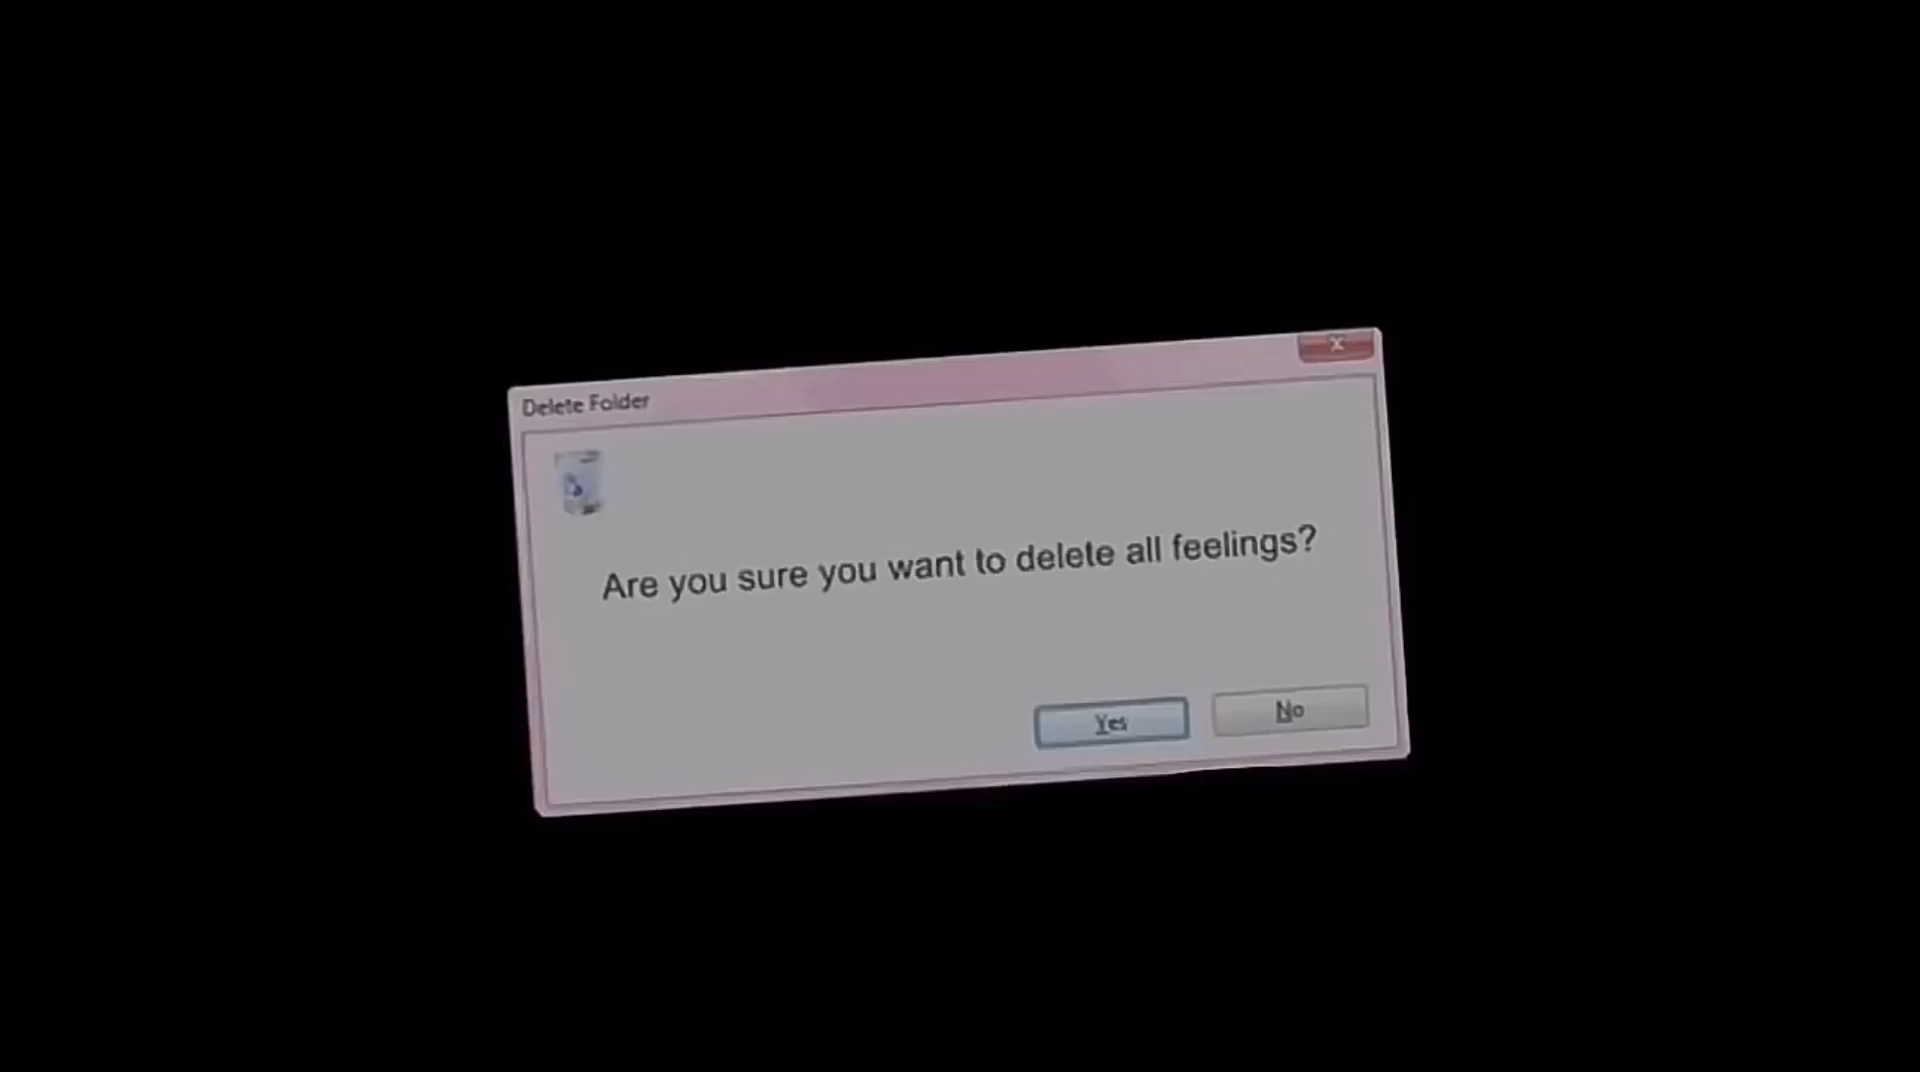 Delete Folder
X
Are you sure you want to delete all feelings?
Yes
No